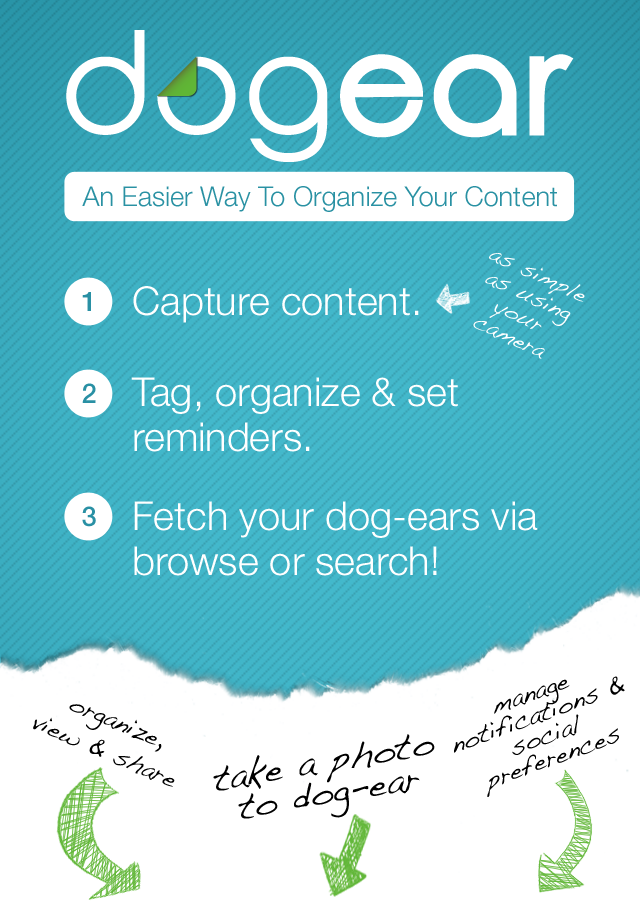 dogear
An Easier Way To Organize Your Content
1 Capture content.
as simple
as using
your
camera
2 Tag, organize & set
reminders.
3 Fetch your dog-ears via
browse or search!
organize,
view & share
take a photo
to dog-ear
manage
notifications &
social
preferences